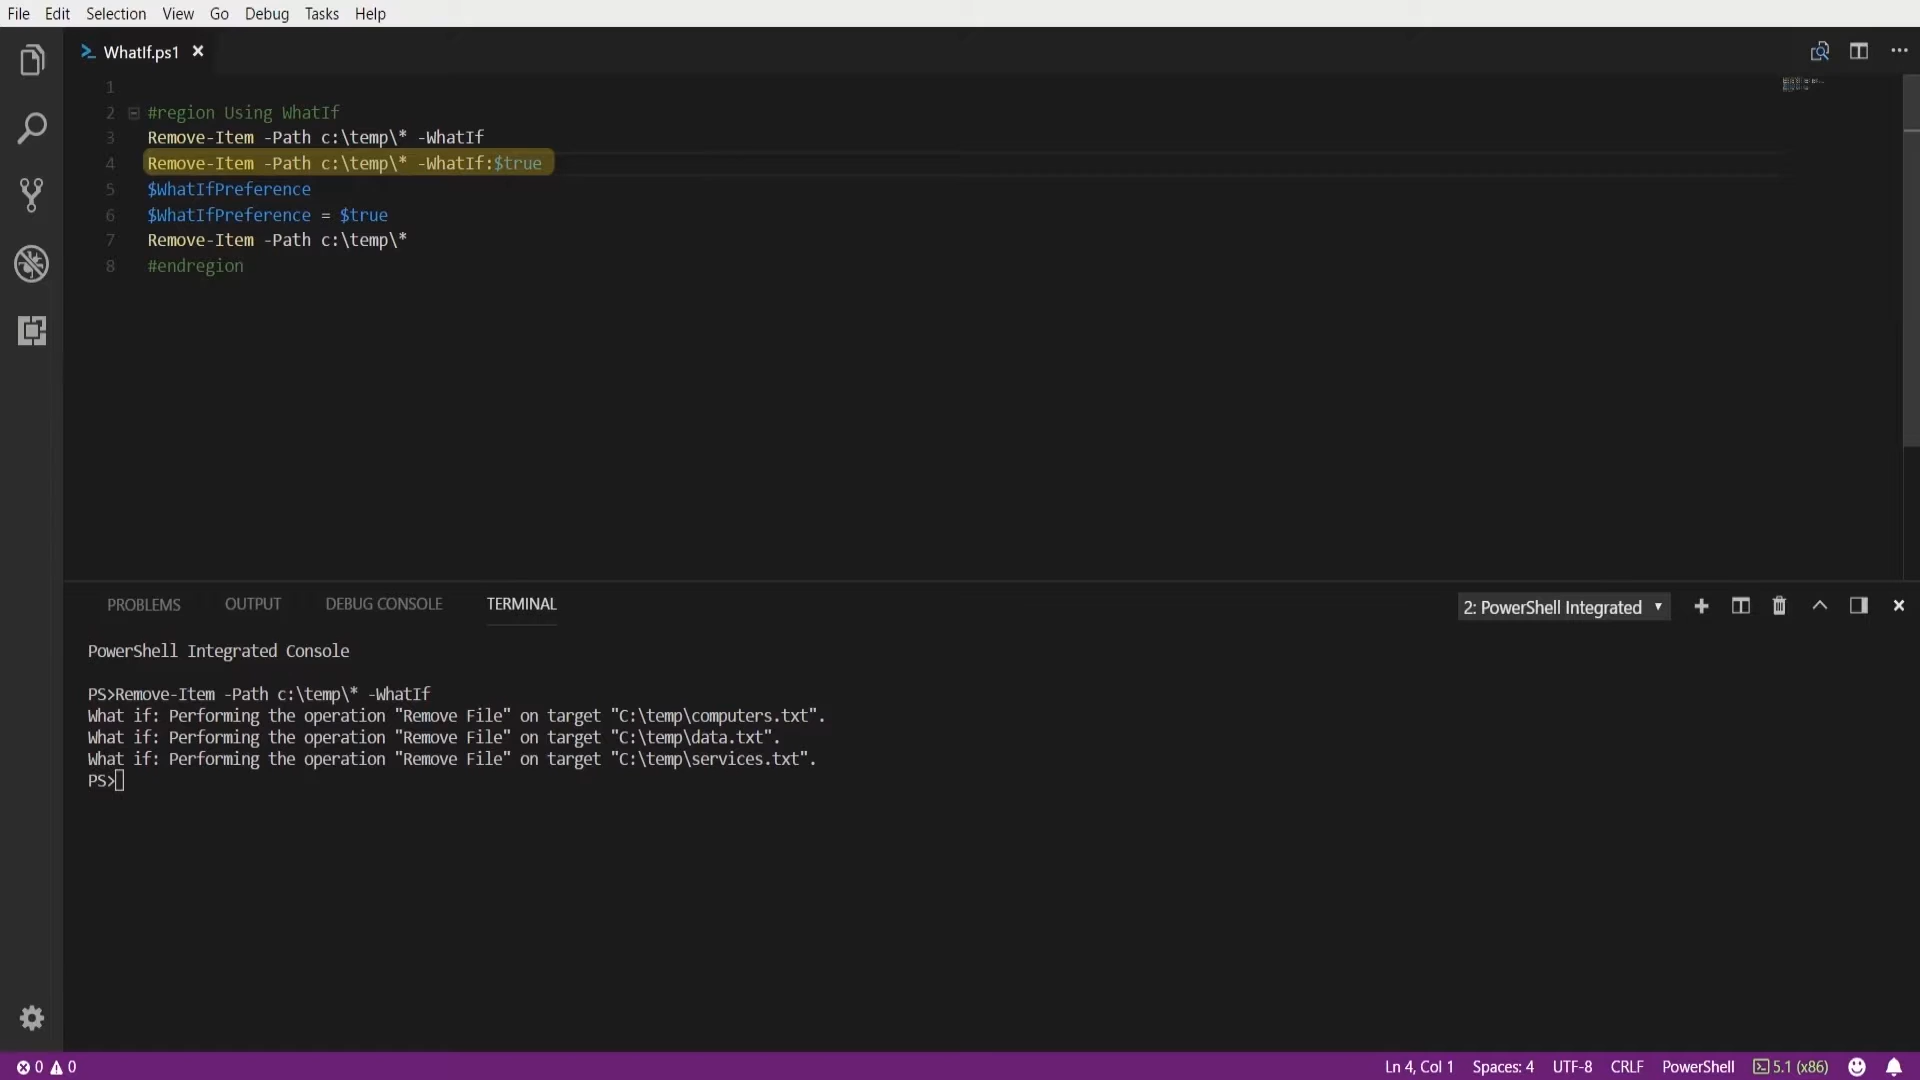 File Edit Selection View Go Debug Tasks Help
WhatIf.ps1
1
2 #region Using WhatIf
3 Remove-Item -Path c:\temp\* -WhatIf
4 Remove-Item -Path c:\temp\* -WhatIf:$true
5 $WhatIfPreference
6 $WhatIfPreference = $true
7 Remove-Item -Path c:\temp\*
8 #endregion
PROBLEMS OUTPUT DEBUG CONSOLE TERMINAL 2: PowerShell Integrated
PowerShell Integrated Console
PS>Remove-Item -Path c:\temp\* -WhatIf
What if: Performing the operation "Remove File" on target "C:\temp\computers.txt".
What if: Performing the operation "Remove File" on target "C:\temp\data.txt".
What if: Performing the operation "Remove File" on target "C:\temp\services.txt".
PS>
0 0 Ln 4, Col 1 Spaces: 4 UTF-8 CRLF PowerShell 5.1 (x86)